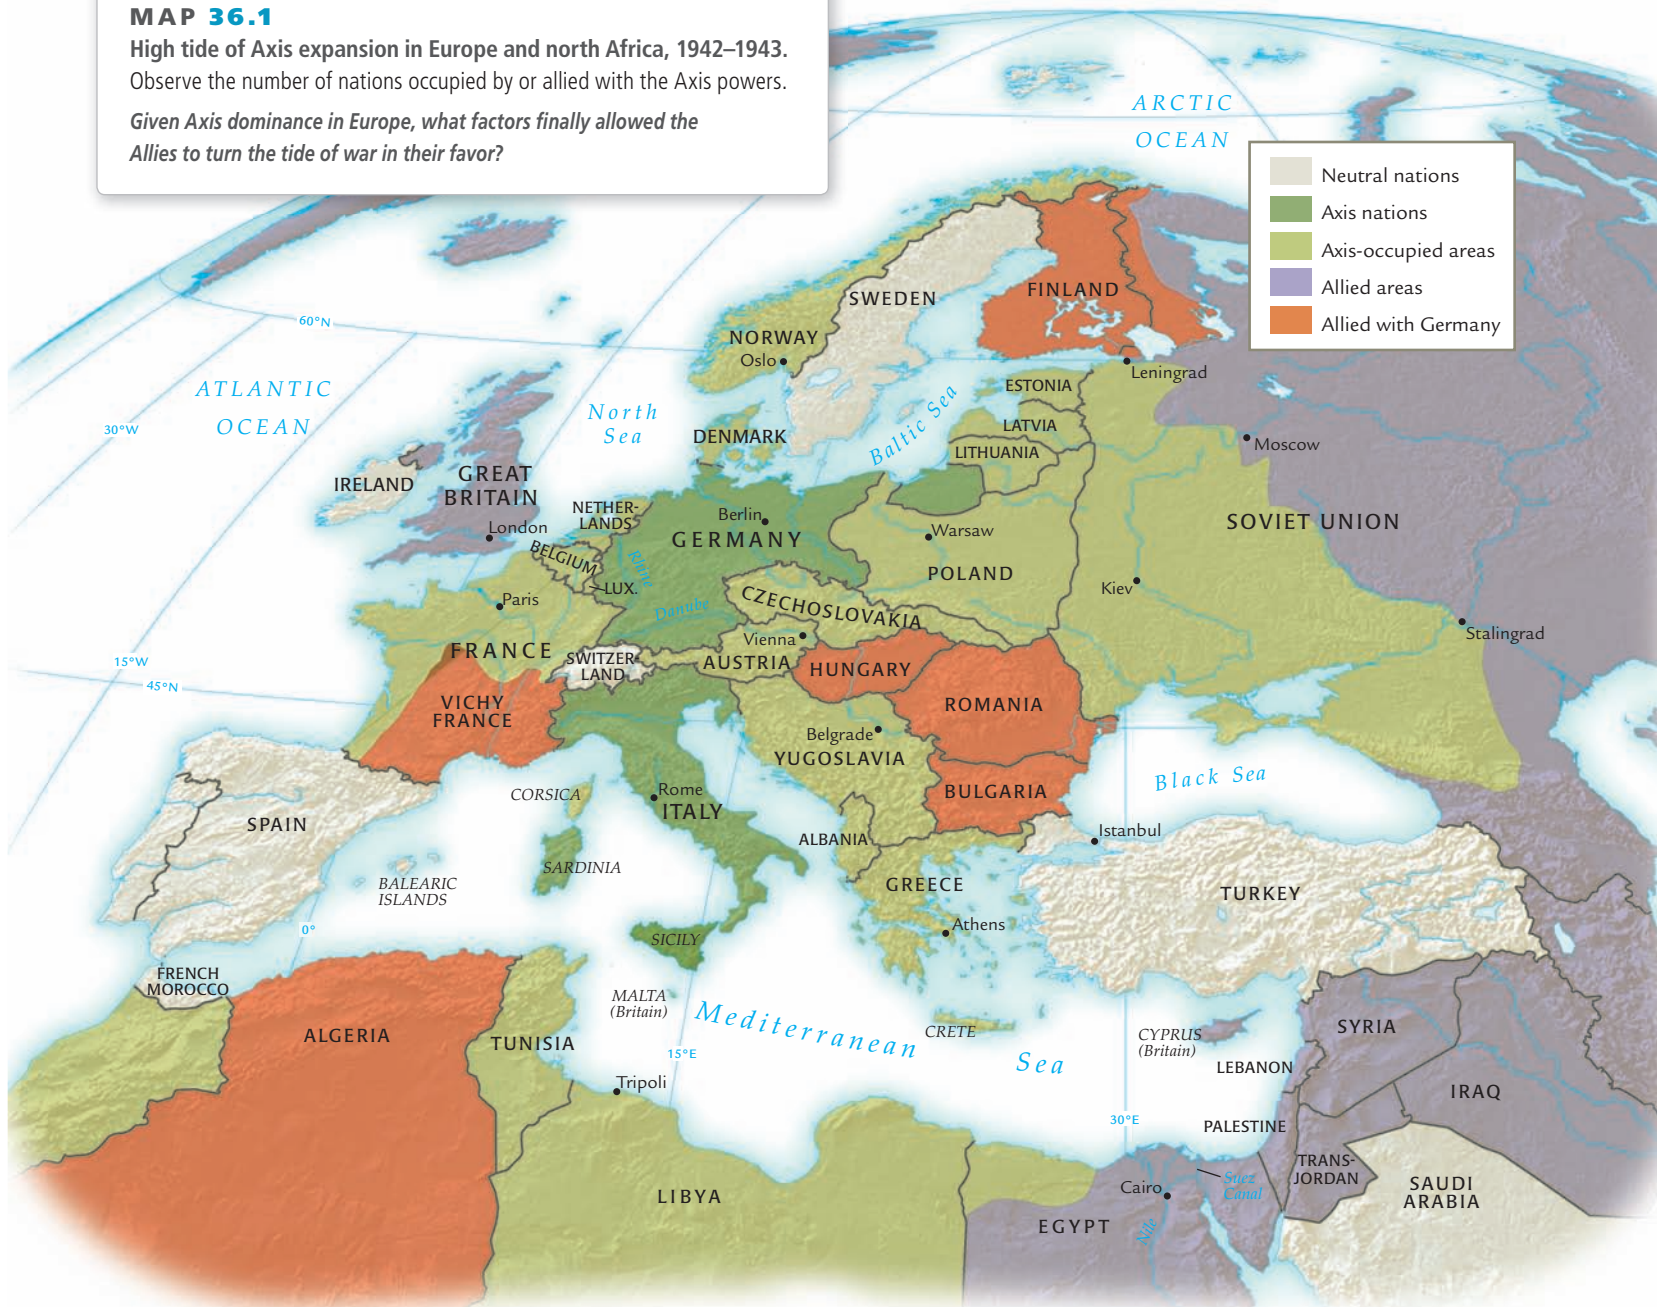 MAP 36.1
High tide of Axis expansion in Europe and north Africa, 1942–1943.
Observe the number of nations occupied by or allied with the Axis powers.
Given Axis dominance in Europe, what factors finally allowed the
Allies to turn the tide of war in their favor?
ARCTIC
OCEAN
Neutral nations
Axis nations
Axis-occupied areas
Allied areas
Allied with Germany
60°N
ATLANTIC
OCEAN
30°W
North
Sea
SWEDEN
FINLAND
NORWAY
Oslo
Leningrad
ESTONIA
Baltic Sea
LATVIA
LITHUANIA
DENMARK
Moscow
IRELAND
GREAT
BRITAIN
London
NETHER-
LANDS
BELGIUM
LUX.
Rhine
Berlin
GERMANY
Warsaw
POLAND
SOVIET UNION
Kiev
Stalingrad
Paris
Danube
CZECHOSLOVAKIA
Vienna
FRANCE
SWITZER-
LAND
AUSTRIA
HUNGARY
15°W
45°N
VICHY
FRANCE
ROMANIA
Belgrade
YUGOSLAVIA
BULGARIA
Black Sea
CORSICA
Rome
ITALY
SPAIN
ALBANIA
Istanbul
SARDINIA
BALEARIC
ISLANDS
GREECE
TURKEY
Athens
0°
SICILY
FRENCH
MOROCCO
MALTA
(Britain)
Mediterranean
Sea
CRETE
CYPRUS
(Britain)
SYRIA
ALGERIA
TUNISIA
15°E
LEBANON
Tripoli
IRAQ
30°E
PALESTINE
TRANS-
JORDAN
Suez
Canal
Cairo
SAUDI
ARABIA
LIBYA
EGYPT
Nile